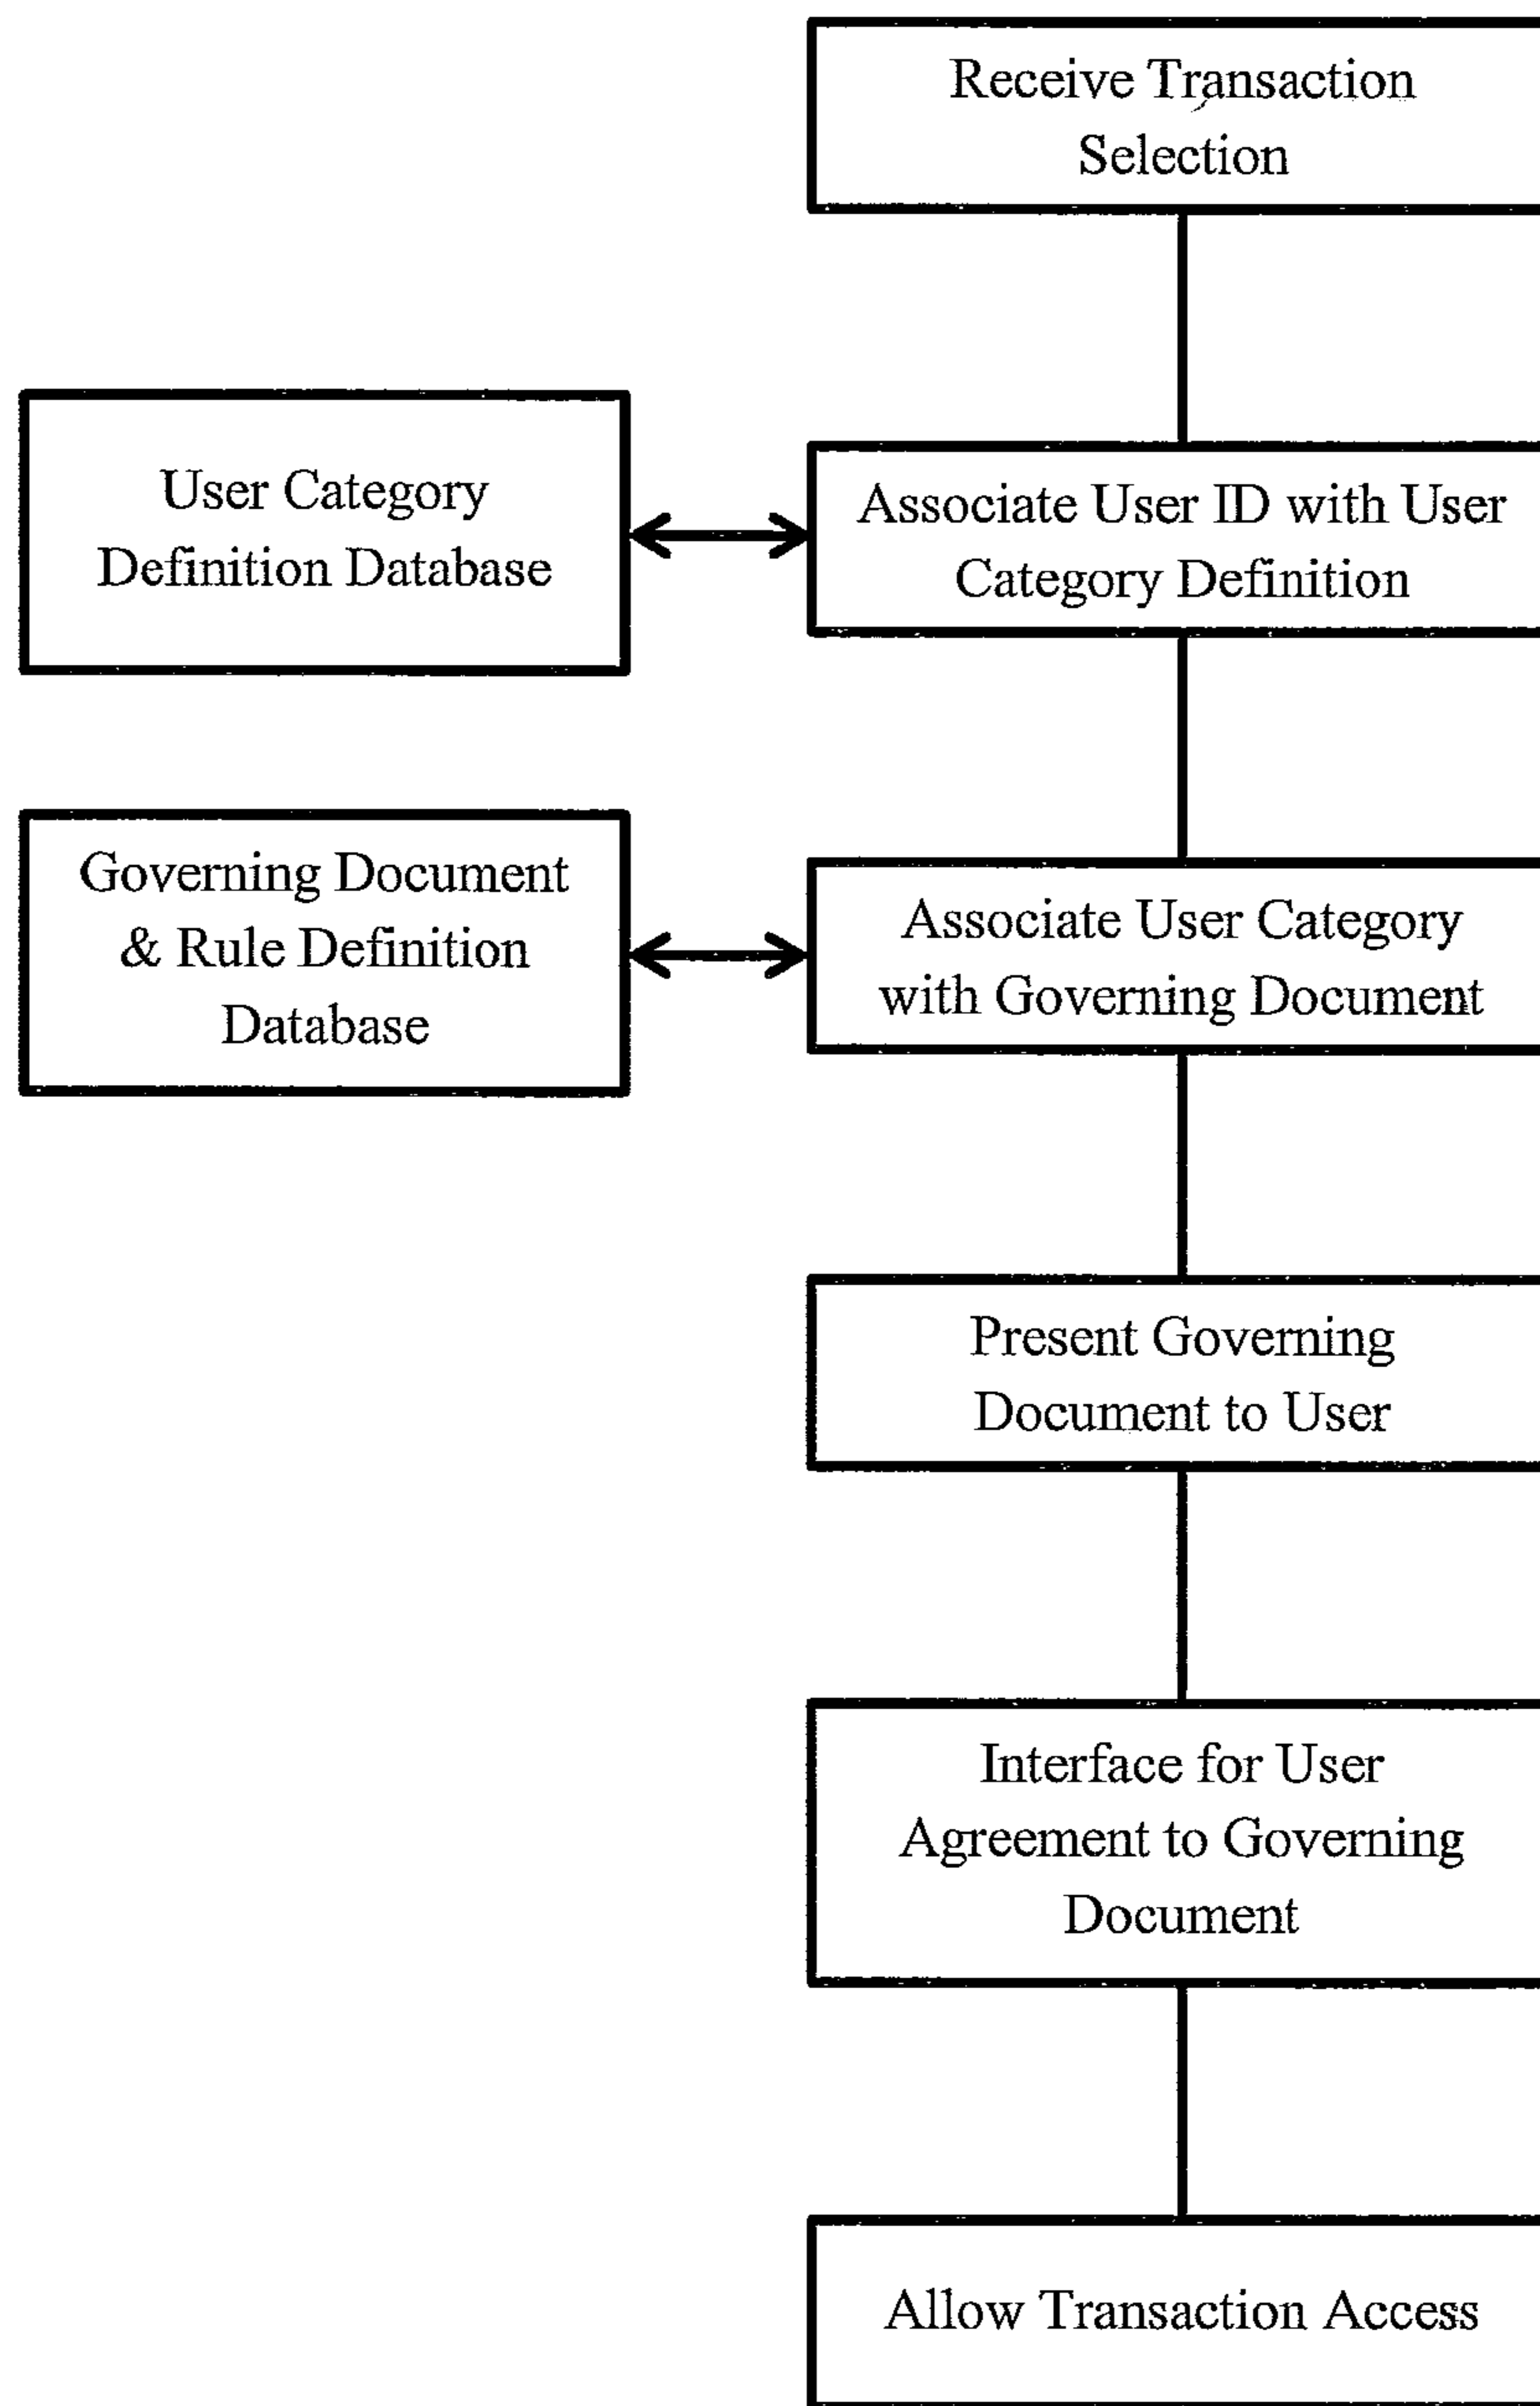 Receive Transaction
Selection
User Category
Definition Database
Associate User ID with User
Category Definition
Governing Document
& Rule Definition
Database
Associate User Category
with Governing Document
Present Governing
Document to User
Interface for User
Agreement to Governing
Document
Allow Transaction Access